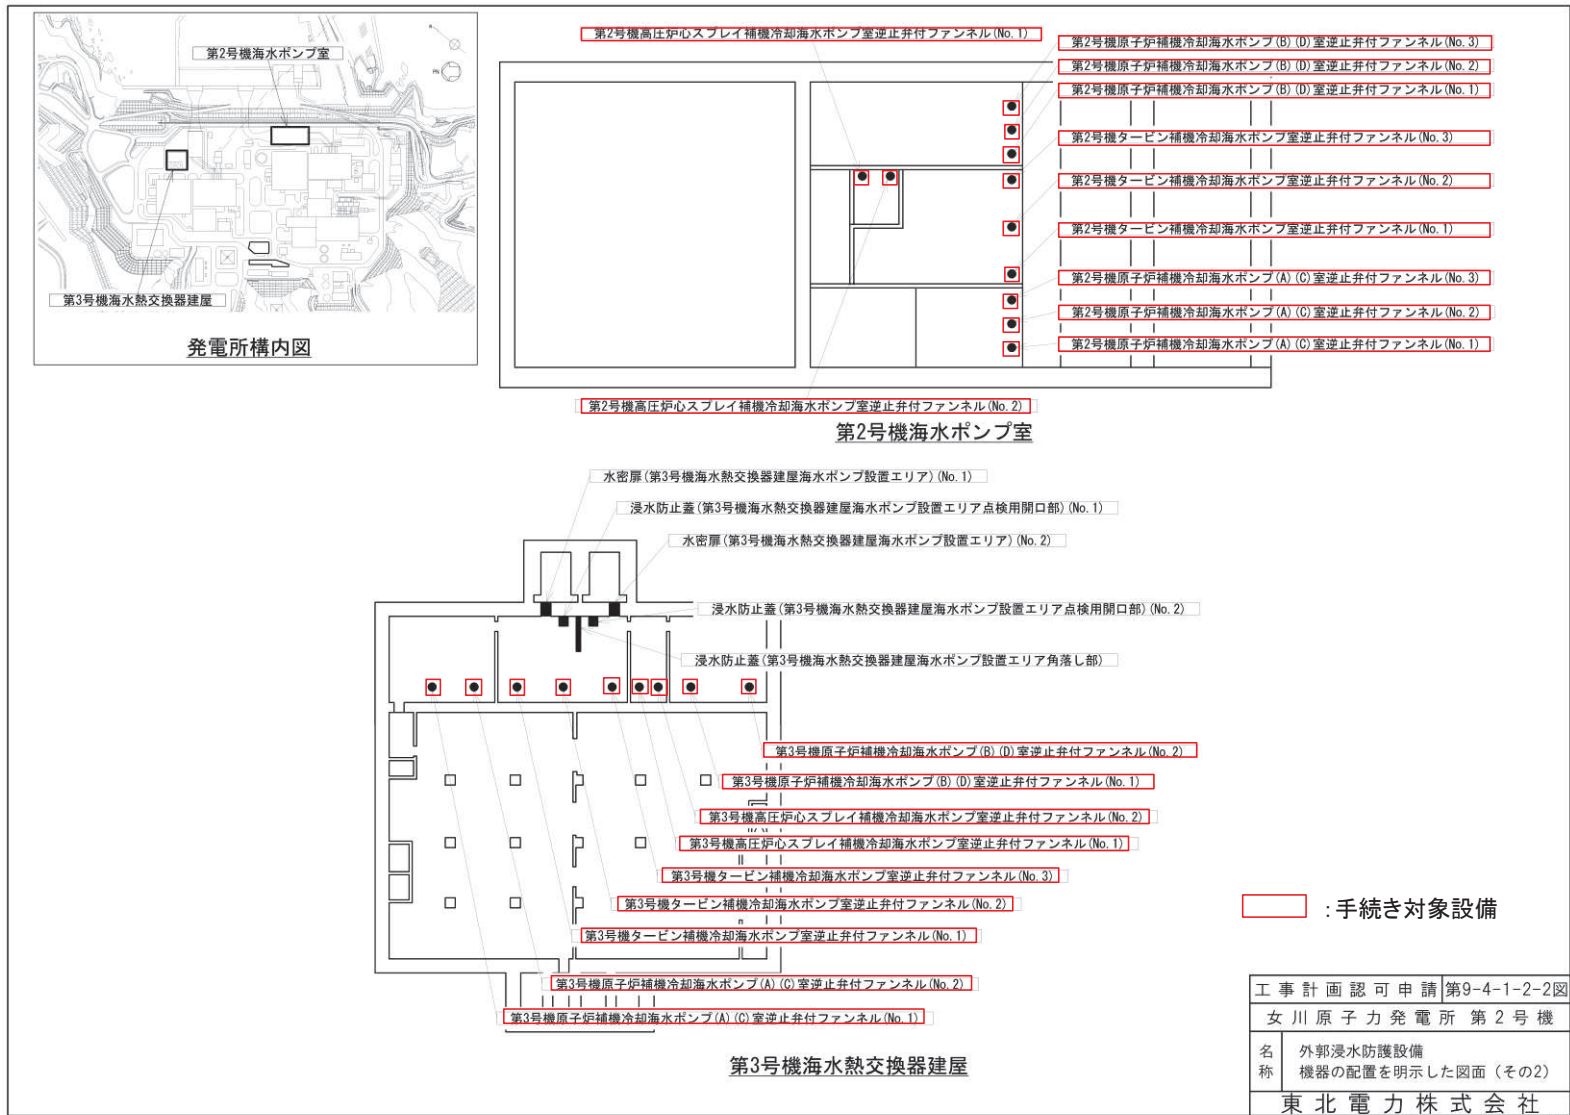 第2号機海水ポンプ室
第3号機海水熱交換器建屋
発電所構内図
第2号機高圧炉心スプレイ補機冷却海水ポンプ室逆止弁付ファンネル(No.1)
第2号機原子炉補機冷却海水ポンプ(B)(D)室逆止弁付ファンネル(No.3)
第2号機原子炉補機冷却海水ポンプ(B)(D)室逆止弁付ファンネル(No.2)
第2号機原子炉補機冷却海水ポンプ(B)(D)室逆止弁付ファンネル(No.1)
第2号機タービン補機冷却海水ポンプ室逆止弁付ファンネル(No.3)
第2号機タービン補機冷却海水ポンプ室逆止弁付ファンネル(No.2)
第2号機タービン補機冷却海水ポンプ室逆止弁付ファンネル(No.1)
第2号機原子炉補機冷却海水ポンプ(A)(C)室逆止弁付ファンネル(No.3)
第2号機原子炉補機冷却海水ポンプ(A)(C)室逆止弁付ファンネル(No.2)
第2号機原子炉補機冷却海水ポンプ(A)(C)室逆止弁付ファンネル(No.1)
第2号機高圧炉心スプレイ補機冷却海水ポンプ室逆止弁付ファンネル(No.2)
第2号機海水ポンプ室
水密扉(第3号機海水熱交換器建屋海水ポンプ設置エリア)(No.1)
浸水防止蓋(第3号機海水熱交換器建屋海水ポンプ設置エリア点検用開口部)(No.1)
水密扉(第3号機海水熱交換器建屋海水ポンプ設置エリア)(No.2)
浸水防止蓋(第3号機海水熱交換器建屋海水ポンプ設置エリア点検用開口部)(No.2)
浸水防止蓋(第3号機海水熱交換器建屋海水ポンプ設置エリア角落し部)
第3号機原子炉補機冷却海水ポンプ(B)(D)室逆止弁付ファンネル(No.2)
第3号機原子炉補機冷却海水ポンプ(B)(D)室逆止弁付ファンネル(No.1)
第3号機高圧炉心スプレイ補機冷却海水ポンプ室逆止弁付ファンネル(No.2)
第3号機高圧炉心スプレイ補機冷却海水ポンプ室逆止弁付ファンネル(No.1)
第3号機タービン補機冷却海水ポンプ室逆止弁付ファンネル(No.3)
第3号機タービン補機冷却海水ポンプ室逆止弁付ファンネル(No.2)
第3号機タービン補機冷却海水ポンプ室逆止弁付ファンネル(No.1)
第3号機原子炉補機冷却海水ポンプ(A)(C)室逆止弁付ファンネル(No.2)
第3号機原子炉補機冷却海水ポンプ(A)(C)室逆止弁付ファンネル(No.1)
第3号機海水熱交換器建屋
:手続き対象設備
工事計画認可申請 第9-4-1-2-2図
女川原子力発電所 第2号機
名称 外郭浸水防護設備
機器の配置を明示した図面(その2)
東北電力株式会社